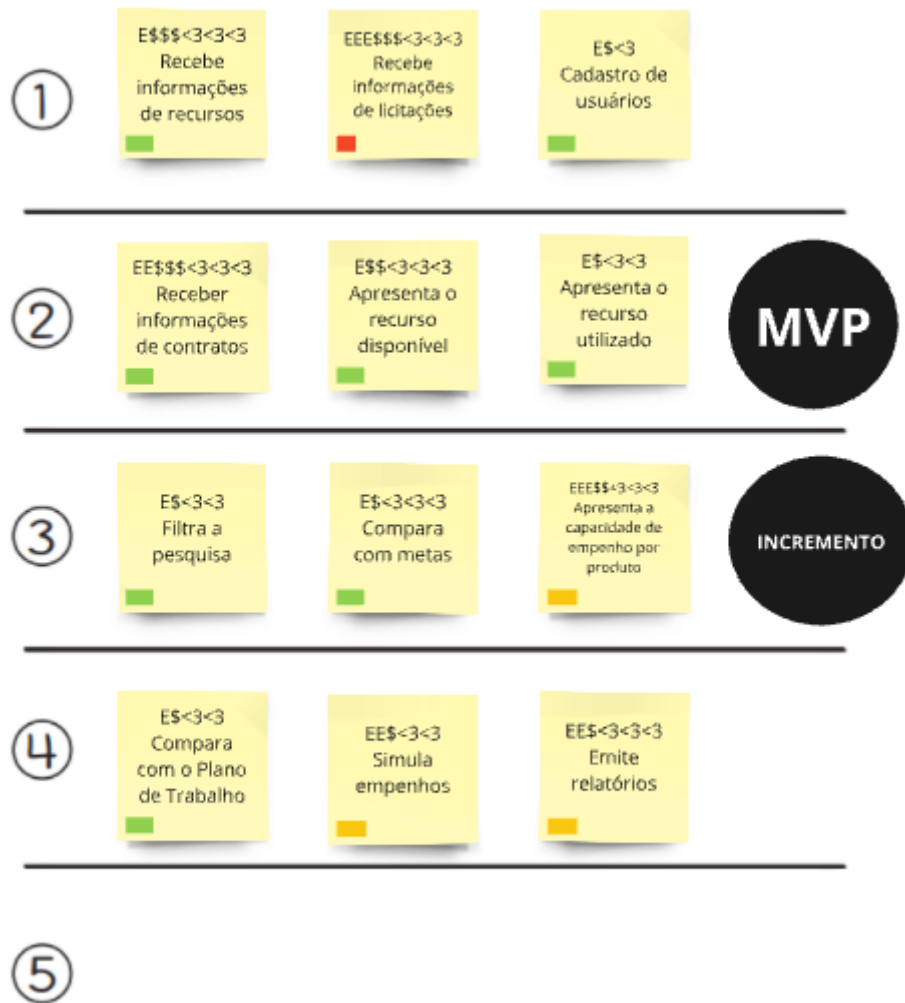 1
E$$$<3<3<3
Recebe
informações
de recursos
EEE$$$<3<3<3
Recebe
informações
de licitações
E$<3
Cadastro de
usuários
2
EE$$$<3<3<3
Receber
informações
de contratos
E$$<3<3<3
Apresenta o
recurso
disponível
E$<3<3
Apresenta o
recurso
utilizado
MVP
3
E$<3<3
Filtra a
pesquisa
E$<3<3<3
Compara
com metas
EEE$$<3<3<3
Apresenta a
capacidade de
empenho por
produto
INCREMENTO
4
E$<3<3
Compara
com o Plano
de Trabalho
EE$<3<3
Simula
empenhos
EE$<3<3<3
Emite
relatórios
5